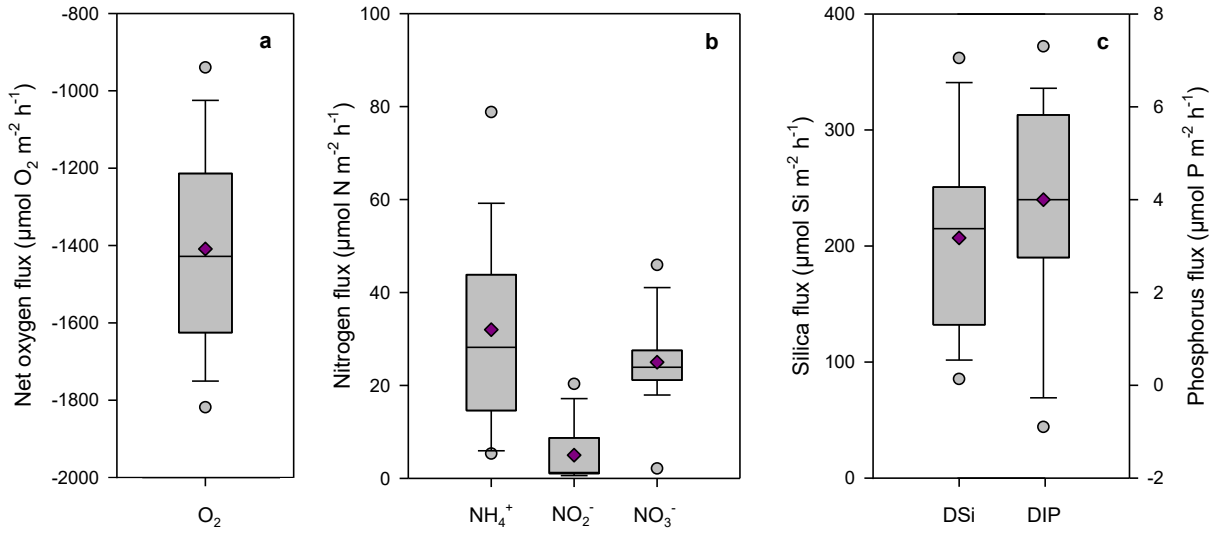 a
-800
-1000
-1200
-1400
-1600
-1800
-2000
Net oxygen flux (µmol O₂ m⁻² h⁻¹)
O₂
b
100
80
60
40
20
0
Nitrogen flux (µmol N m⁻² h⁻¹)
NH₄⁺ NO₂⁻ NO₃⁻
c
400
300
200
100
0
Silica flux (µmol Si m⁻² h⁻¹)
8
6
4
2
0
-2
Phosphorus flux (µmol P m⁻² h⁻¹)
DSi DIP